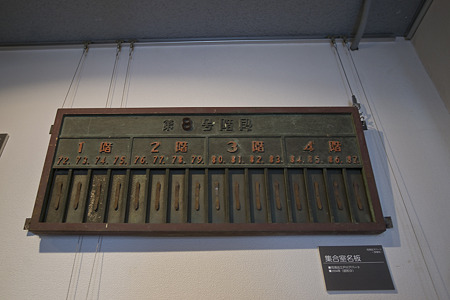 第8号階段
1階 2階 3階 4階
72. 73. 74. 75. 76. 77. 78. 79. 80. 81. 82. 83. 84. 85. 86. 87
集合室名板